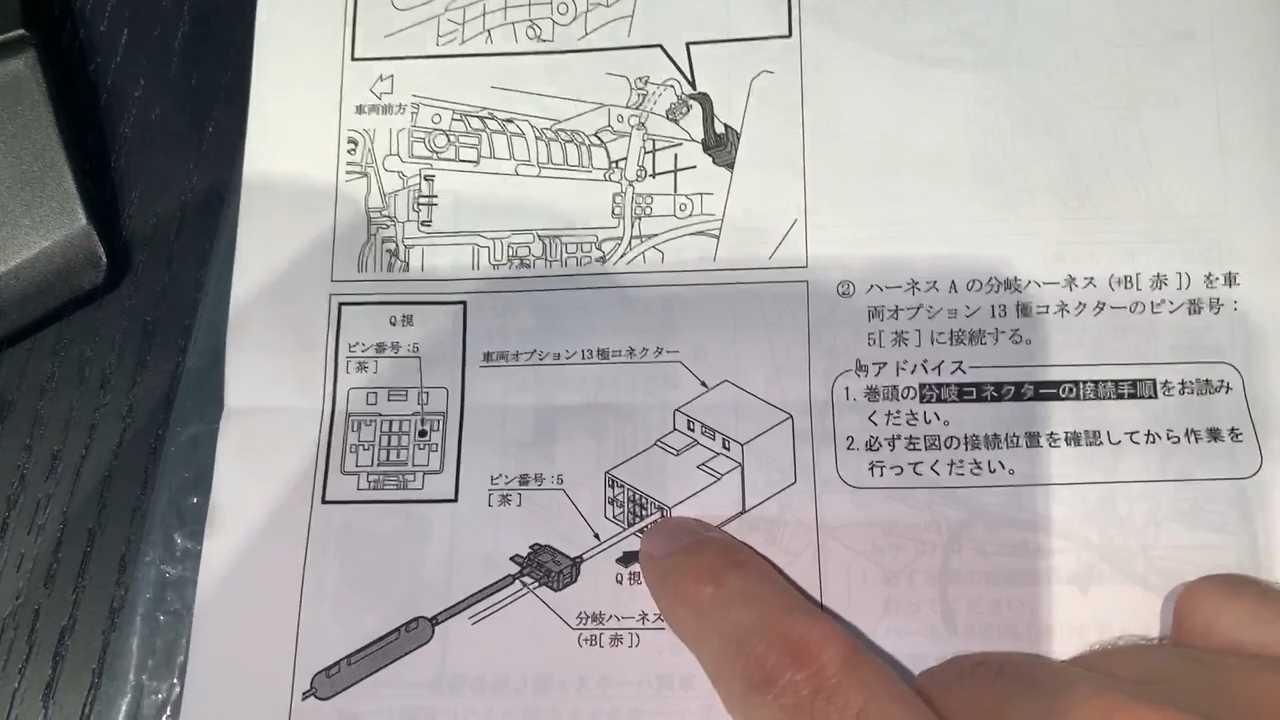 車両前方
Q視
ピン番号:5
[茶]
車両オプション13極コネクター
ピン番号:5
[茶]
Q視
分岐ハーネス
(+B[赤])
② ハーネス A の分岐ハーネス (+B[ 赤 ]) を車
両オプション 13 極コネクターのピン番号：
5[ 茶 ] に接続する。
アドバイス
1. 巻頭の分岐コネクターの接続手順をお読み
ください。
2. 必ず左図の接続位置を確認してから作業を
行ってください。